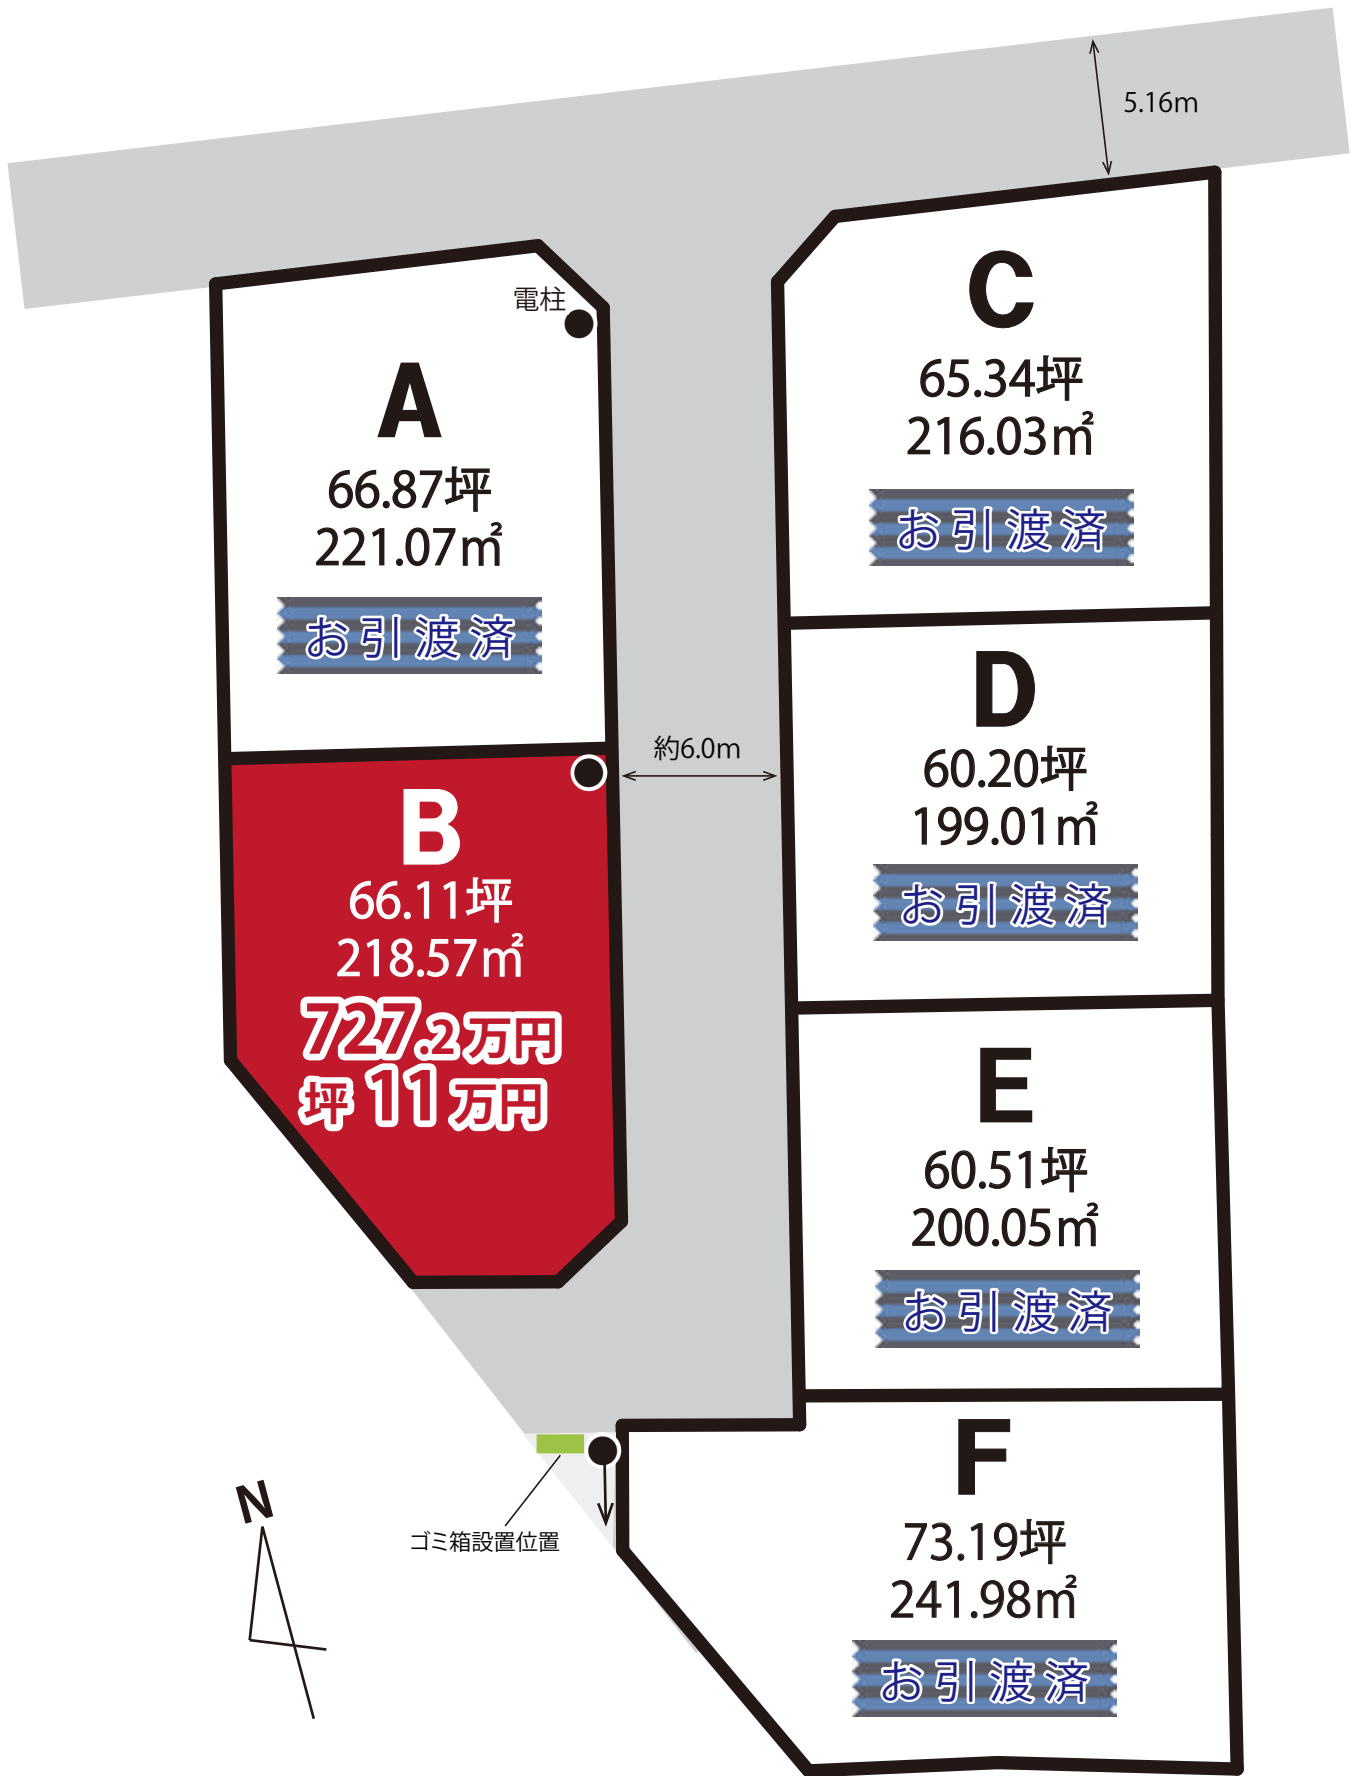 5.16m
電柱
A
66.87坪
221.07㎡
お引渡済
C
65.34坪
216.03㎡
お引渡済
D
60.20坪
199.01㎡
お引渡済
約6.0m
B
66.11坪
218.57㎡
727.2万円
坪11万円
E
60.51坪
200.05㎡
お引渡済
F
73.19坪
241.98㎡
お引渡済
ゴミ箱設置位置
N